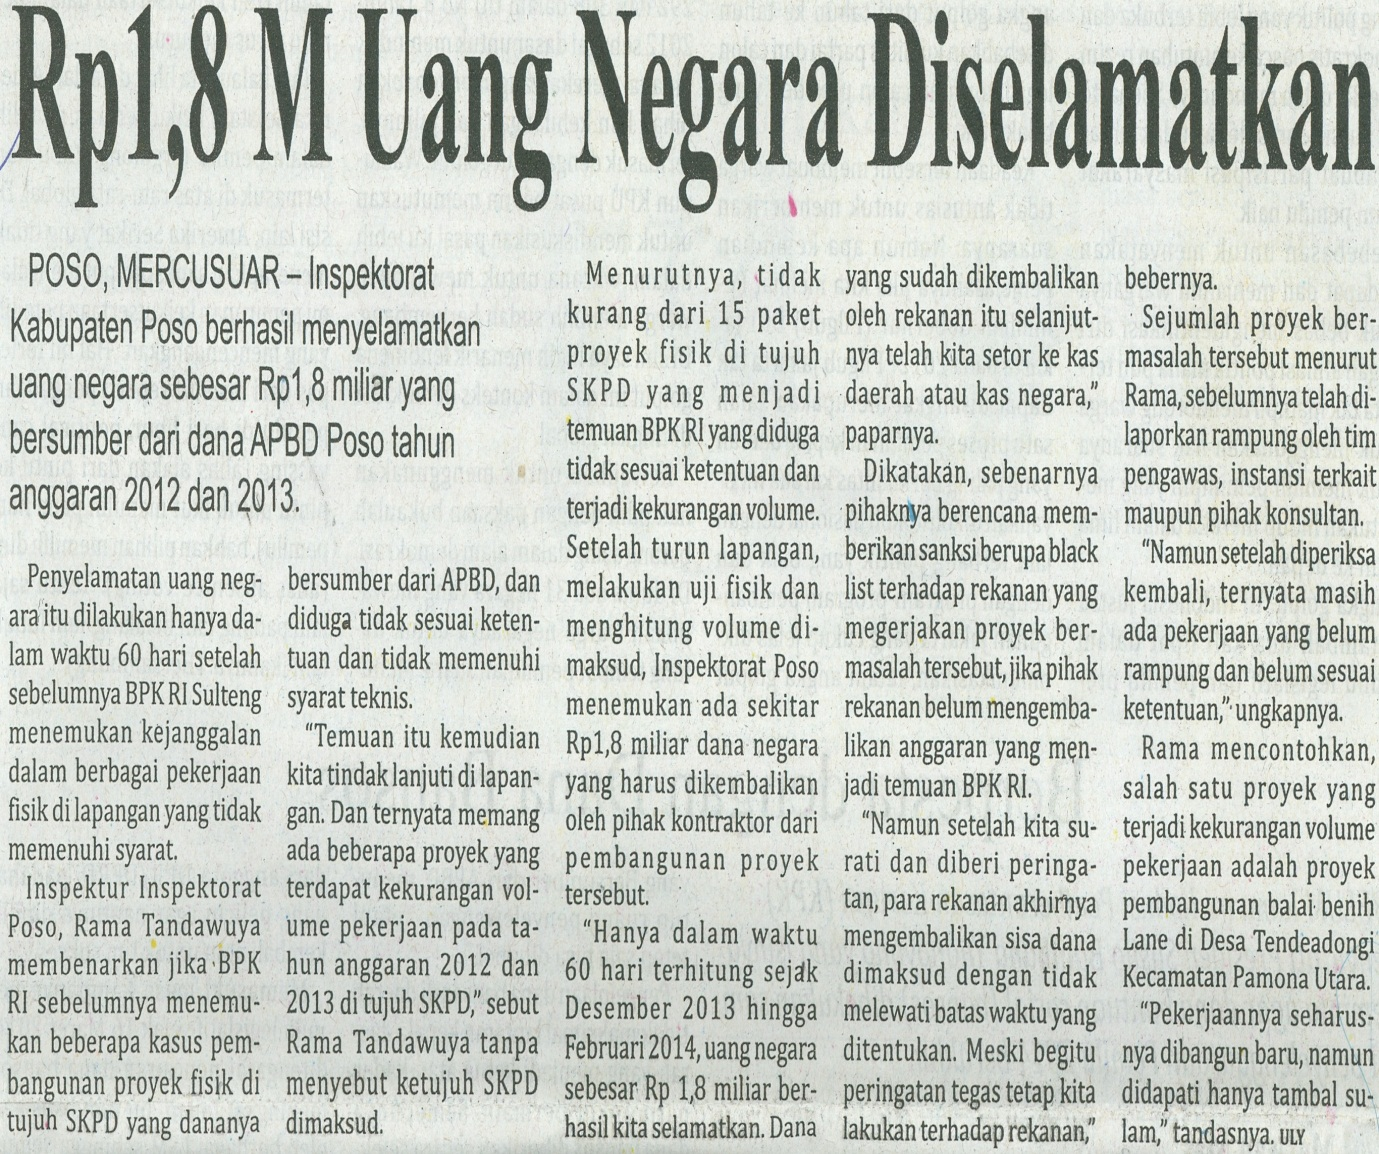 Rp1,8 M Uang Negara Diselamatkan
POSO, MERCUSUAR – Inspektorat
Kabupaten Poso berhasil menyelamatkan
uang negara sebesar Rp1,8 miliar yang
bersumber dari dana APBD Poso tahun
anggaran 2012 dan 2013.
Penyelamatan uang neg-
ara itu dilakukan hanya da-
lam waktu 60 hari setelah
sebelumnya BPK RI Sulteng
menemukan kejanggalan
dalam berbagai pekerjaan
fisik di lapangan yang tidak
memenuhi syarat.
Inspektur Inspektorat
Poso, Rama Tandawuya
membenarkan jika BPK
RI sebelumnya menemu-
kan beberapa kasus pem-
bangunan proyek fisik di
tujuh SKPD yang dananya
bersumber dari APBD, dan
diduga tidak sesuai keten-
tuan dan tidak memenuhi
syarat teknis.
“Temuan itu kemudian
kita tindak lanjuti di lapan-
gan. Dan ternyata memang
ada beberapa proyek yang
terdapat kekurangan vol-
ume pekerjaan pada ta-
hun anggaran 2012 dan
2013 di tujuh SKPD,” sebut
Rama Tandawuya tanpa
menyebut ketujuh SKPD
dimaksud.
Menurutnya, tidak
kurang dari 15 paket
proyek fisik di tujuh
SKPD yang menjadi
temuan BPK RI yang diduga
tidak sesuai ketentuan dan
terjadi kekurangan volume.
Setelah turun lapangan,
melakukan uji fisik dan
menghitung volume di-
maksud, Inspektorat Poso
menemukan ada sekitar
Rp1,8 miliar dana negara
yang harus dikembalikan
oleh pihak kontraktor dari
pembangunan proyek
tersebut.
“Hanya dalam waktu
60 hari terhitung sejak
Desember 2013 hingga
Februari 2014, uang negara
sebesar Rp 1,8 miliar ber-
hasil kita selamatkan. Dana
yang sudah dikembalikan
oleh rekanan itu selanjut-
nya telah kita setor ke kas
daerah atau kas negara,”
paparnya.
Dikatakan, sebenarnya
pihaknya berencana mem-
berikan sanksi berupa black
list terhadap rekanan yang
megerjakan proyek ber-
masalah tersebut, jika pihak
rekanan belum mengemba-
likan anggaran yang men-
jadi temuan BPK RI.
“Namun setelah kita su-
rati dan diberi peringa-
tan, para rekanan akhirnya
mengembalikan sisa dana
dimaksud dengan tidak
melewati batas waktu yang
ditentukan. Meski begitu
peringatan tegas tetap kita
lakukan terhadap rekanan,”
bebernya.
Sejumlah proyek ber-
masalah tersebut menurut
Rama, sebelumnya telah di-
laporkan rampung oleh tim
pengawas, instansi terkait
maupun pihak konsultan.
“Namun setelah diperiksa
kembali, ternyata masih
ada pekerjaan yang belum
rampung dan belum sesuai
ketentuan,” ungkapnya.
Rama mencontohkan,
salah satu proyek yang
terjadi kekurangan volume
pekerjaan adalah proyek
pembangunan balai benih
Lane di Desa Tendeadongi
Kecamatan Pamona Utara.
“Pekerjaannya seharus-
nya dibangun baru, namun
didapati hanya tambal su-
lam,” tandasnya. ULY